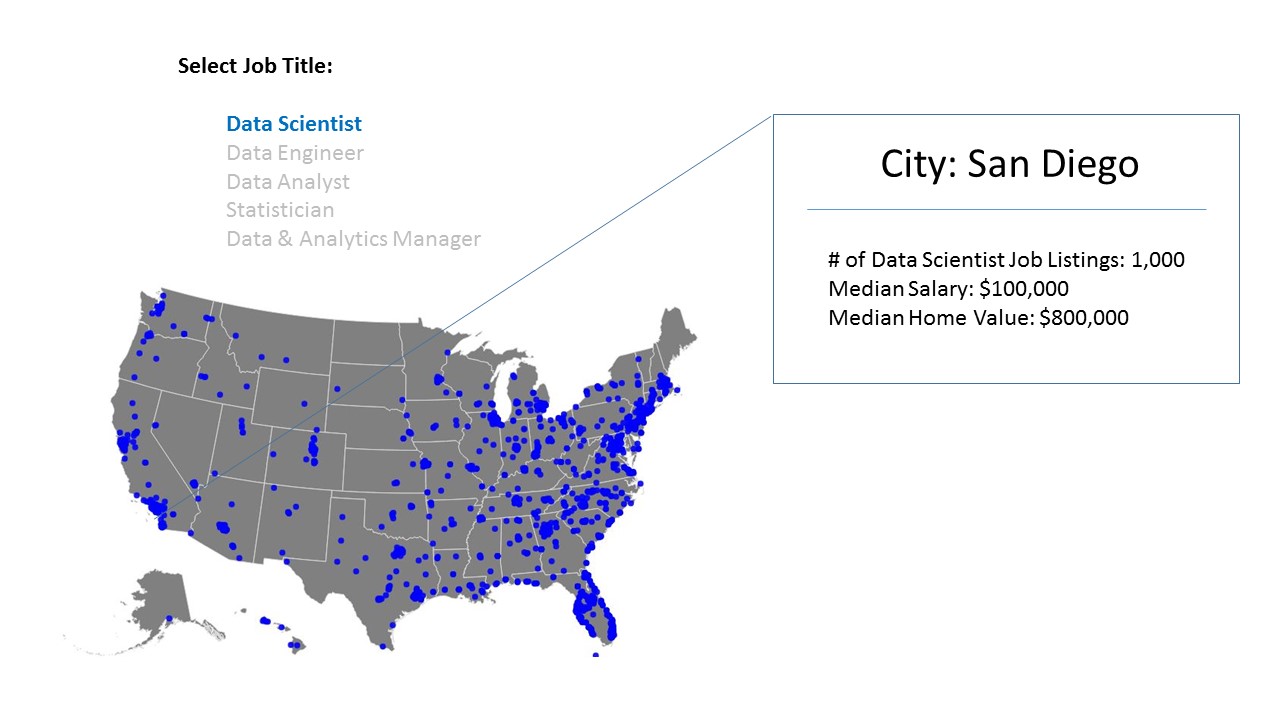 Select Job Title:
Data Scientist
Data Engineer
Data Analyst
Statistician
Data & Analytics Manager
City: San Diego
# of Data Scientist Job Listings: 1,000
Median Salary: $100,000
Median Home Value: $800,000